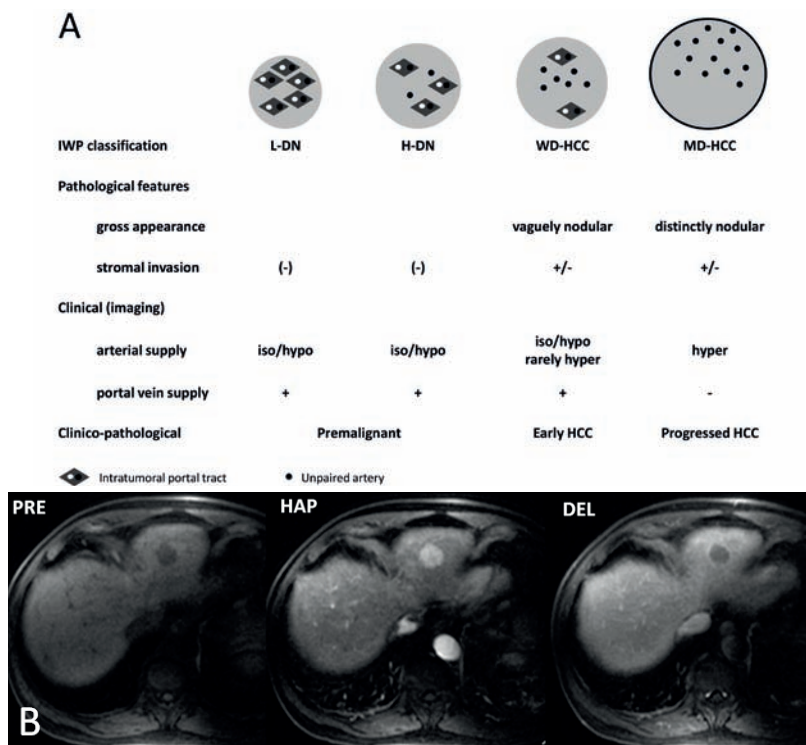 A
IWP classification L-DN H-DN WD-HCC MD-HCC
Pathological features
gross appearance vaguely nodular distinctly nodular
stromal invasion (-) (-) +/- +/-
Clinical (imaging)
arterial supply iso/hypo iso/hypo iso/hypo rarely hyper hyper
portal vein supply + + + -
Clinico-pathological Premalignant Early HCC Progressed HCC
Intratumoral portal tract Unpaired artery
PRE HAP DEL
B